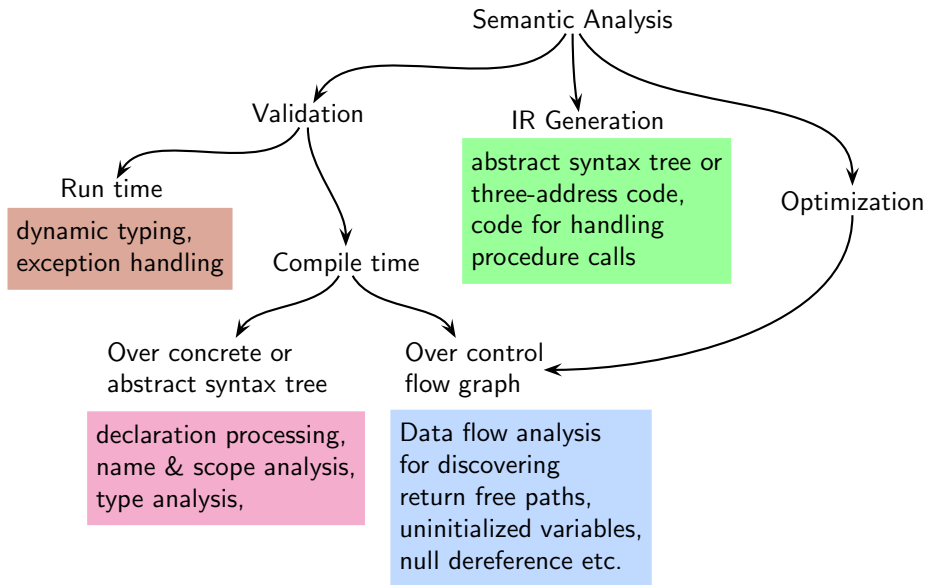 Semantic Analysis
Validation
IR Generation
abstract syntax tree or
three-address code,
code for handling
procedure calls
Optimization
Run time
dynamic typing,
exception handling
Compile time
Over concrete or
abstract syntax tree
declaration processing,
name & scope analysis,
type analysis,
Over control
flow graph
Data flow analysis
for discovering
return free paths,
uninitialized variables,
null dereference etc.